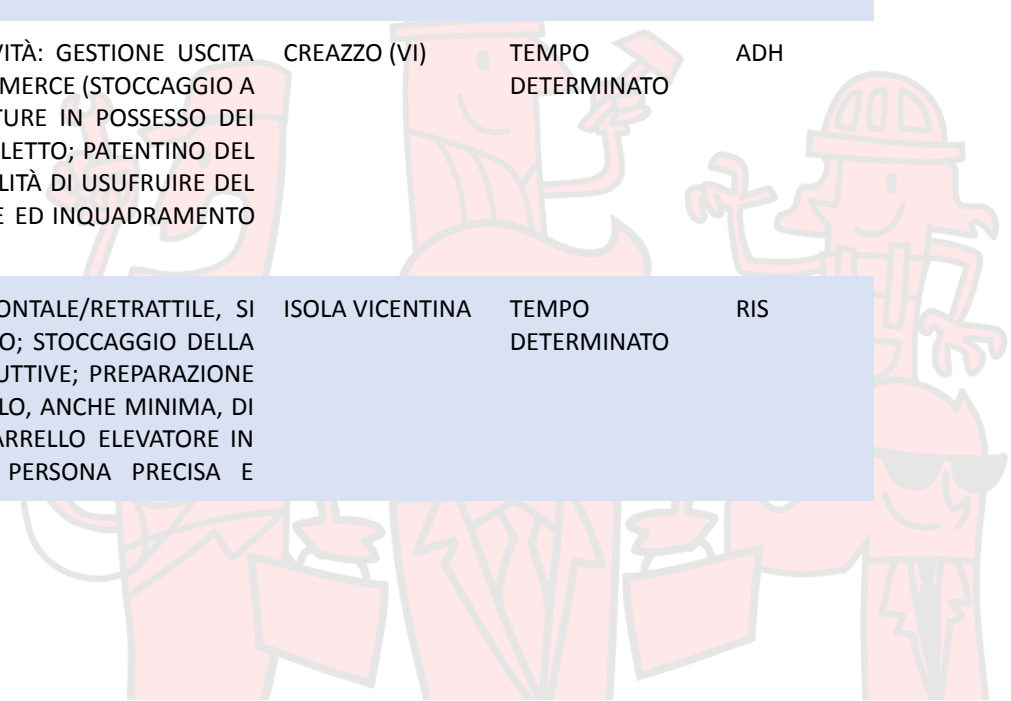 VITÀ: GESTIONE USCITA CREAZZO (VI) TEMPO ADH
MERCE (STOCCAGGIO A DETERMINATO
TURE IN POSSESSO DEI
LETTO; PATENTINO DEL
LITÀ DI USUFRUIRE DEL
E ED INQUADRAMENTO
ONTALE/RETRATTILE, SI ISOLA VICENTINA TEMPO RIS
O; STOCCAGGIO DELLA DETERMINATO
UTTIVE; PREPARAZIONE
LO, ANCHE MINIMA, DI
ARRELLO ELEVATORE IN
PERSONA PRECISA E